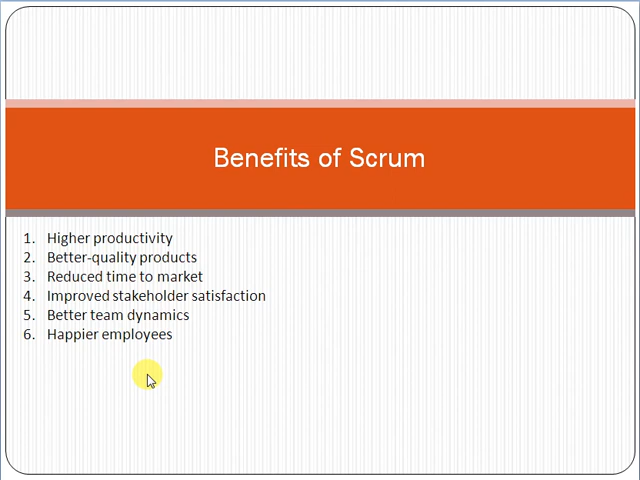 Benefits of Scrum
1. Higher productivity
2. Better-quality products
3. Reduced time to market
4. Improved stakeholder satisfaction
5. Better team dynamics
6. Happier employees